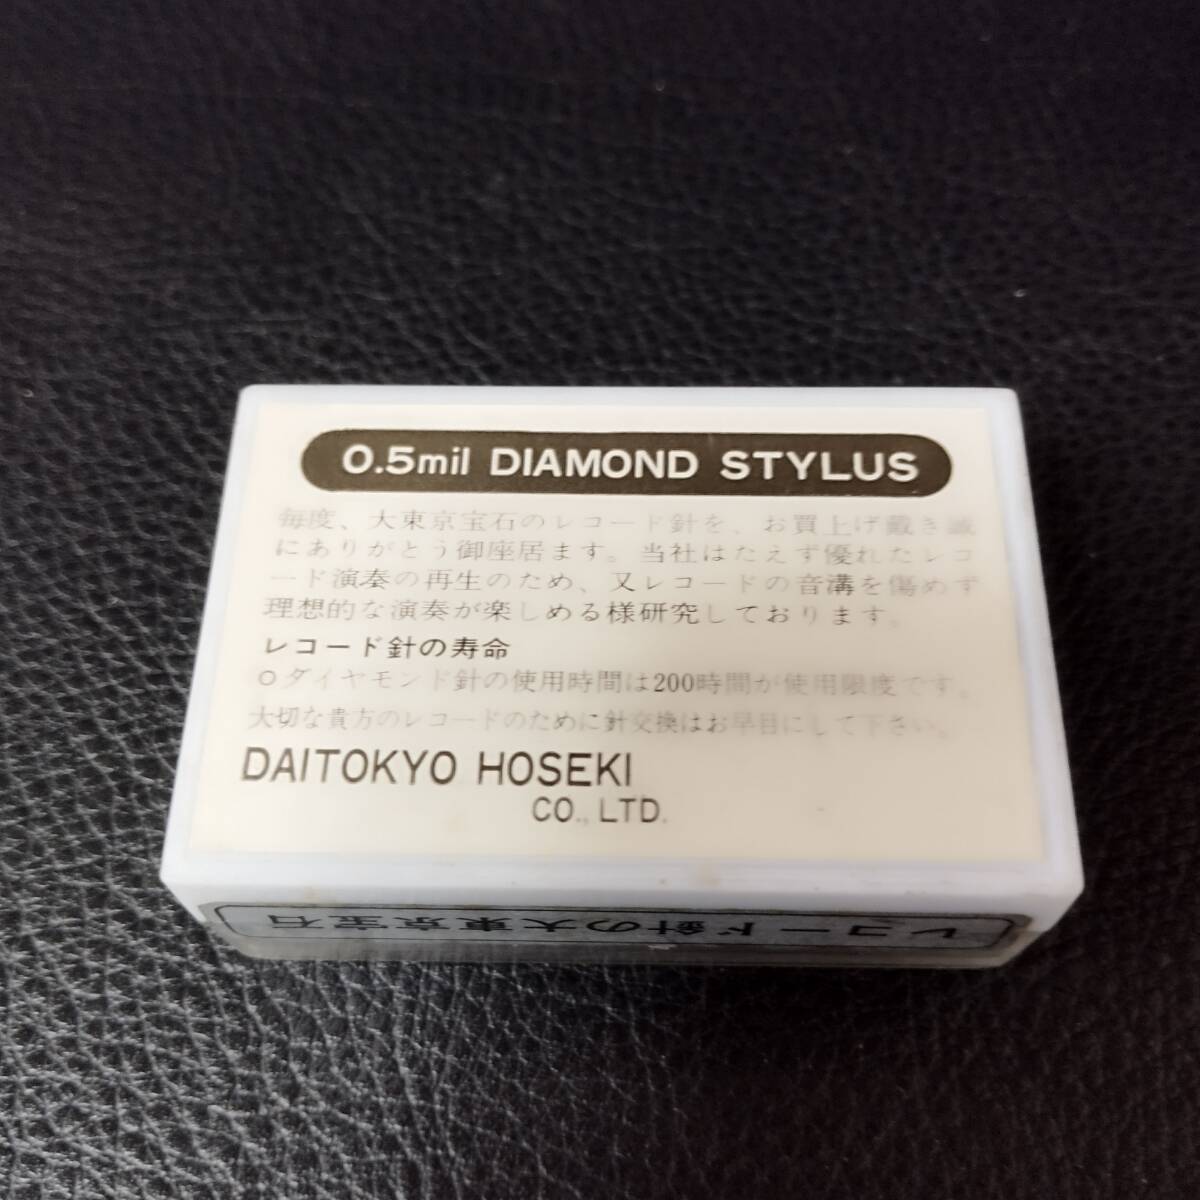 0.5mil DIAMOND STYLUS
毎度、大東京宝石のレコード針を、お買上げ戴き誠
にありがとう御座居ます。当社はたえず優れたレコ
ード演奏の再生のため、又レコードの音溝を傷めず
理想的な演奏が楽しめる様研究しております。
レコード針の寿命
○ダイヤモンド針の使用時間は200時間が使用限度です。
大切な貴方のレコードのために針交換はお早目にして下さい。
DAITOKYO HOSEKI
CO., LTD.
レコード針の大東京宝石